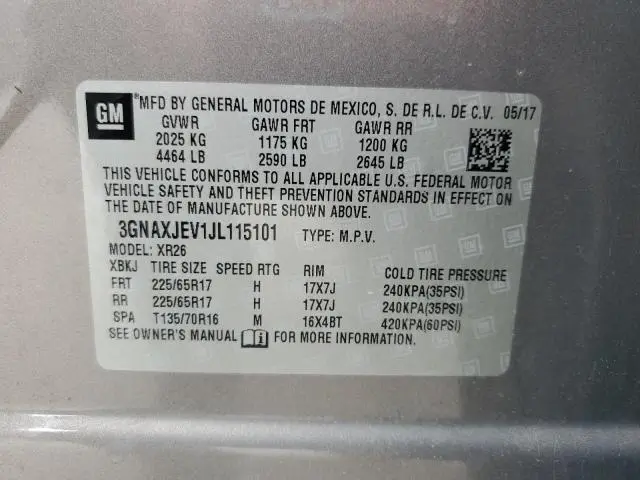 GM
®MFD BY GENERAL MOTORS DE MEXICO, S. DE R.L. DE C.V. 05/17
GVWR GAWR FRT GAWR RR
2025 KG 1175 KG 1200 KG
4464 LB 2590 LB 2645 LB
THIS VEHICLE CONFORMS TO ALL APPLICABLE U.S. FEDERAL MOTOR
VEHICLE SAFETY AND THEFT PREVENTION STANDARDS IN EFFECT ON
THE DATE OF MANUFACTURE SHOWN ABOVE.
3GNAXJEV1JL115101 TYPE: M.P.V.
MODEL: XR26
XBKJ TIRE SIZE SPEED RTG RIM COLD TIRE PRESSURE
FRT 225/65R17 H 17X7J 240KPA(35PSI)
RR 225/65R17 H 17X7J 240KPA(35PSI)
SPA T135/70R16 M 16X4BT 420KPA(60PSI)
SEE OWNER'S MANUAL i FOR MORE INFORMATION.